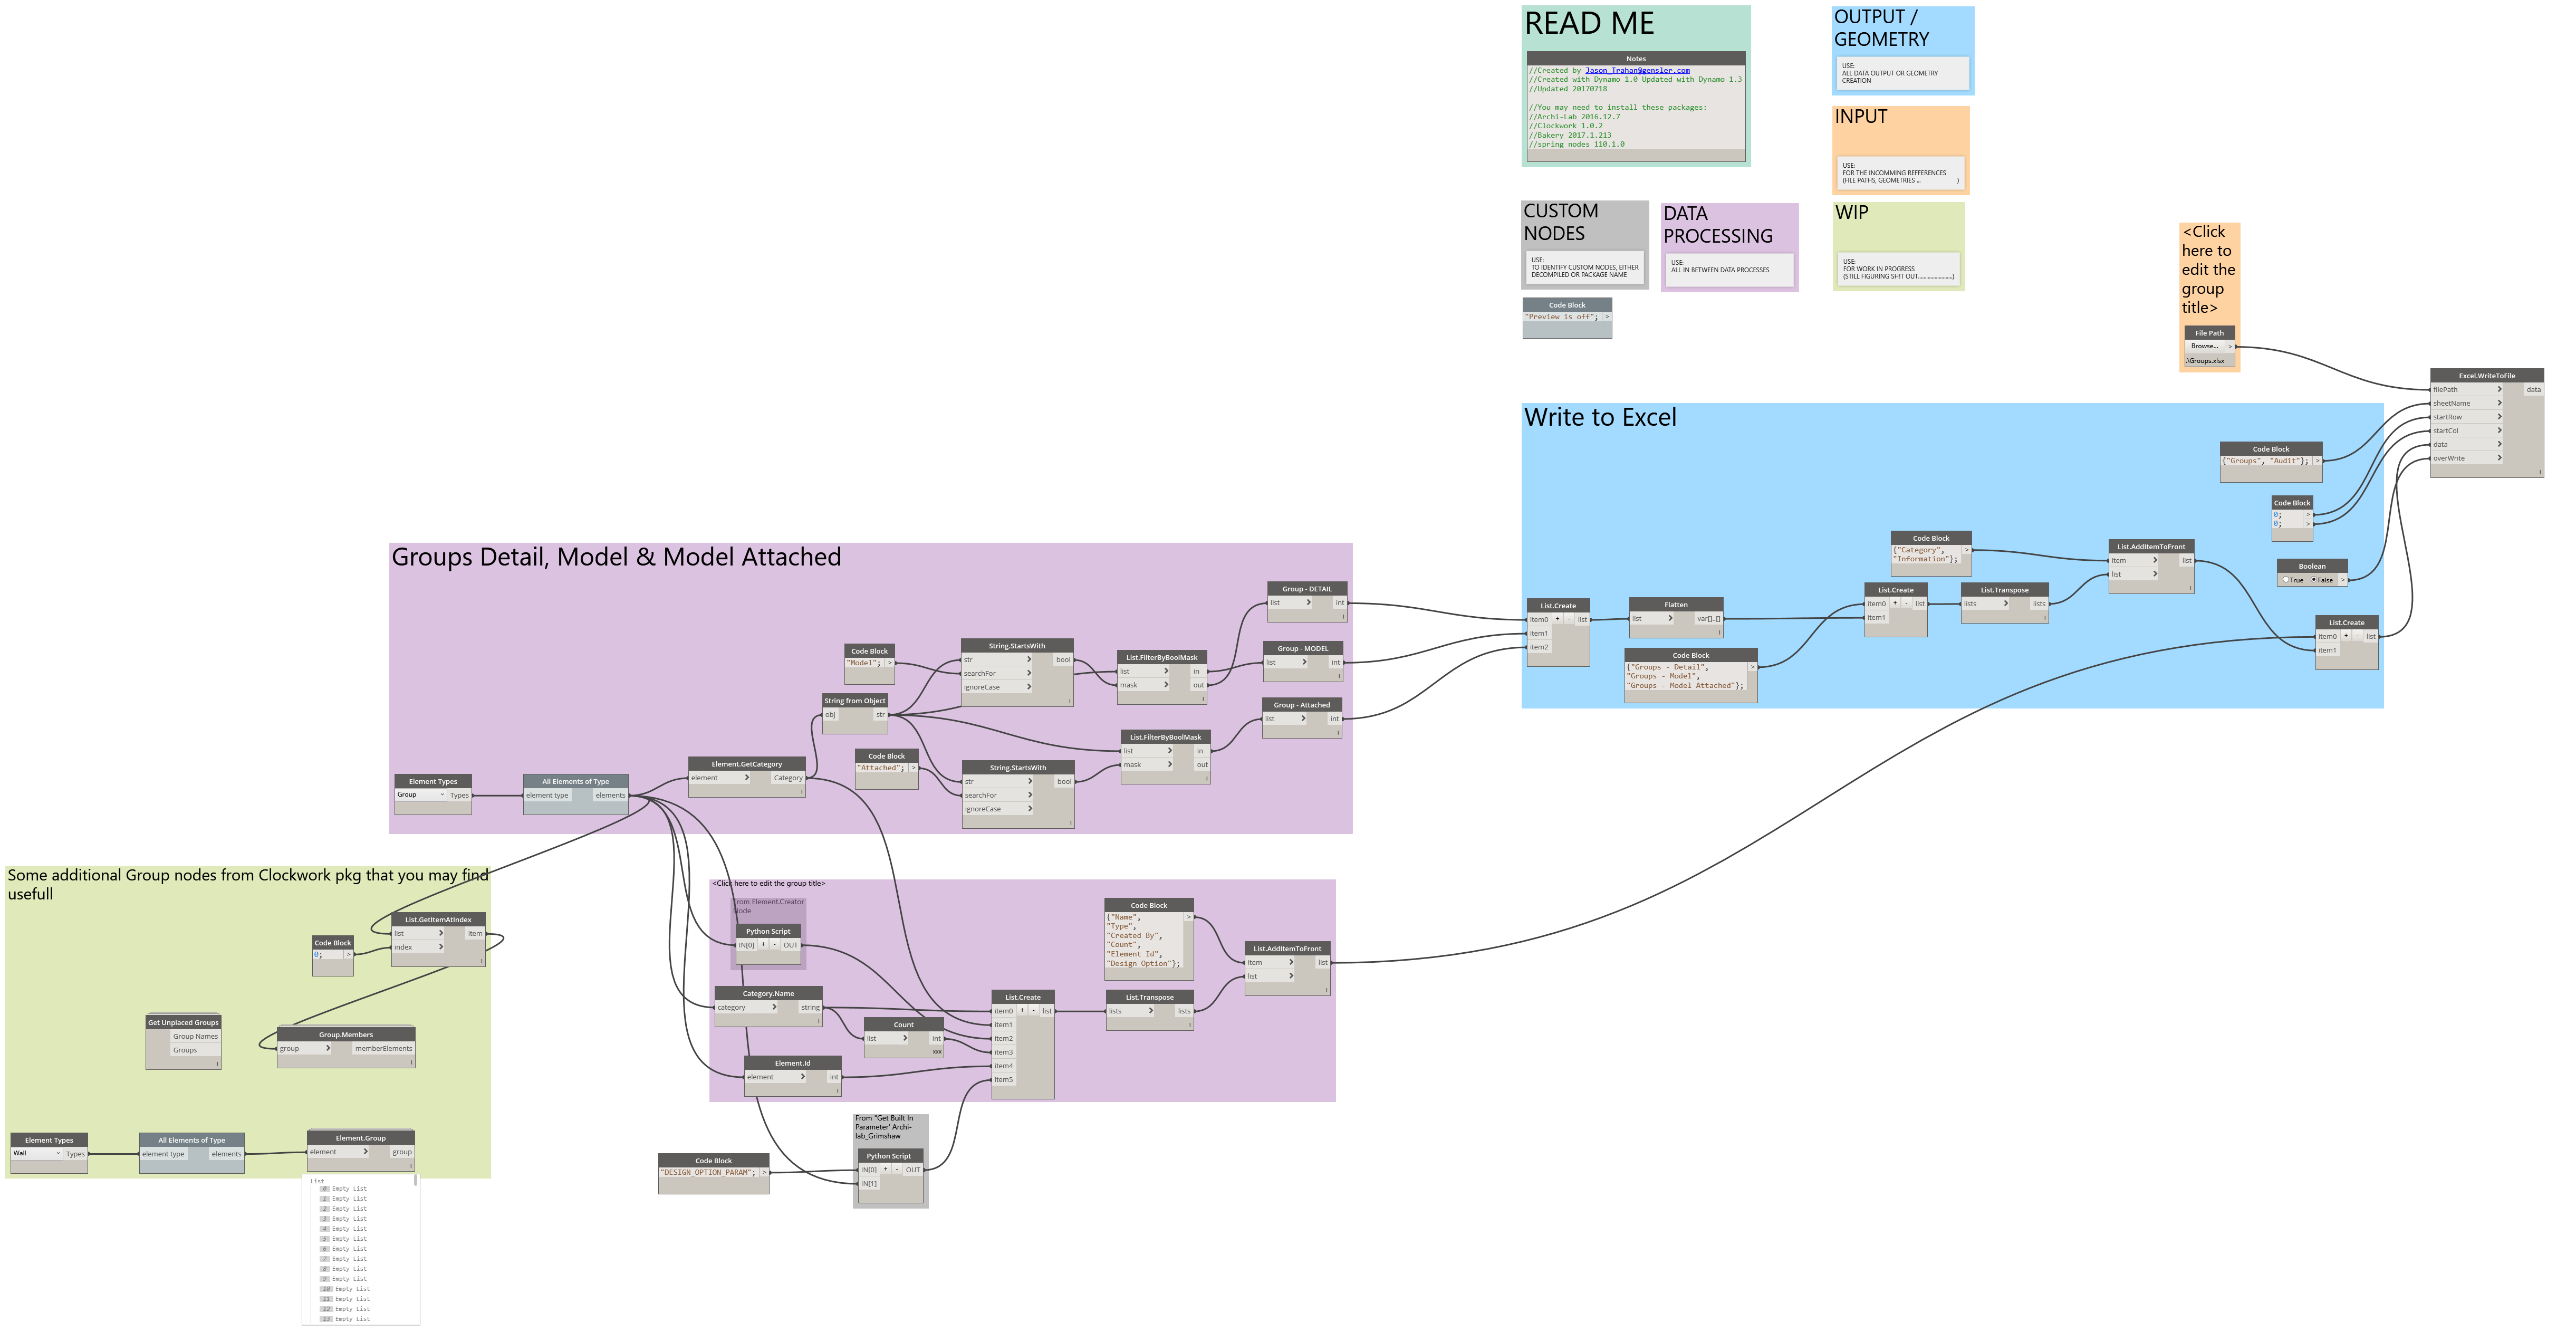 READ ME
Notes
//Created by Jason_Trahan@gensler.com
//Created with Dynamo 1.0 Updated with Dynamo 1.3
//Updated 20170718
//You may need to install these packages:
//Archi-Lab 2016.12.7
//Clockwork 1.0.2
//Bakery 2017.1.213
//spring nodes 110.1.0
OUTPUT /
GEOMETRY
USE:
ALL DATA OUTPUT OR GEOMETRY
CREATION
INPUT
USE:
FOR THE INCOMMING REFFERENCES
(FILE PATHS, GEOMETRIES ... )
CUSTOM
NODES
USE:
TO IDENTIFY CUSTOM NODES, EITHER
DECOMPILED OR PACKAGE NAME
DATA
PROCESSING
USE:
ALL IN BETWEEN DATA PROCESSES
WIP
USE:
FOR WORK IN PROGRESS
(STILL FIGURING SH!T OUT......................)
Code Block
"Preview is off"; >
<Click
here to
edit the
group
title>
File Path
Browse... >
.\Groups.xlsx
Excel.WriteToFile
filePath > data
sheetName >
startRow >
startCol >
data >
overWrite >
Write to Excel
Code Block
{"Groups", "Audit"}; >
Code Block
0; >
0; >
Boolean
True False >
Code Block
{"Category", >
"Information"};
List.AddItemToFront
item > list
list >
List.Create
item0 + - list
item1
item2
Flatten
list > var[]..[]
Code Block
{"Groups - Detail", >
"Groups - Model",
"Groups - Model Attached"};
List.Create
item0 + - list
item1
List.Transpose
lists > lists
List.Create
item0 + - list
item1
Groups Detail, Model & Model Attached
Group - DETAIL
list > int
Group - MODEL
list > int
Group - Attached
list > int
Code Block
"Model"; >
String.StartsWith
str > bool
searchFor >
ignoreCase >
List.FilterByBoolMask
list > in
mask > out
String from Object
obj str
Code Block
"Attached"; >
String.StartsWith
str > bool
searchFor >
ignoreCase >
List.FilterByBoolMask
list > in
mask > out
Element Types
Group Types
All Elements of Type
element type elements
Element.GetCategory
element > Category
Some additional Group nodes from Clockwork pkg that you may find
usefull
List.GetItemAtIndex
list > item
index >
Code Block
0; >
Get Unplaced Groups
Group Names
Groups
Group.Members
group > memberElements
Element Types
Wall Types
All Elements of Type
element type elements
Element.Group
element > group
List
0 Empty List
1 Empty List
2 Empty List
3 Empty List
4 Empty List
5 Empty List
6 Empty List
7 Empty List
8 Empty List
9 Empty List
10 Empty List
11 Empty List
12 Empty List
13 Empty List
<Click here to edit the group title>
From Element.Creator
Node
Python Script
IN[0] + - OUT
Category.Name
category > string
Count
list > int
xxx
Element.Id
element > int
List.Create
item0 + - list
item1
item2
item3
item4
item5
Code Block
{"Name", >
"Type",
"Created By",
"Count",
"Element Id",
"Design Option"};
List.Transpose
lists > lists
List.AddItemToFront
item > list
list >
From "Get Built In
Parameter' Archi-
lab_Grimshaw
Python Script
IN[0] + - OUT
IN[1]
Code Block
"DESIGN_OPTION_PARAM"; >